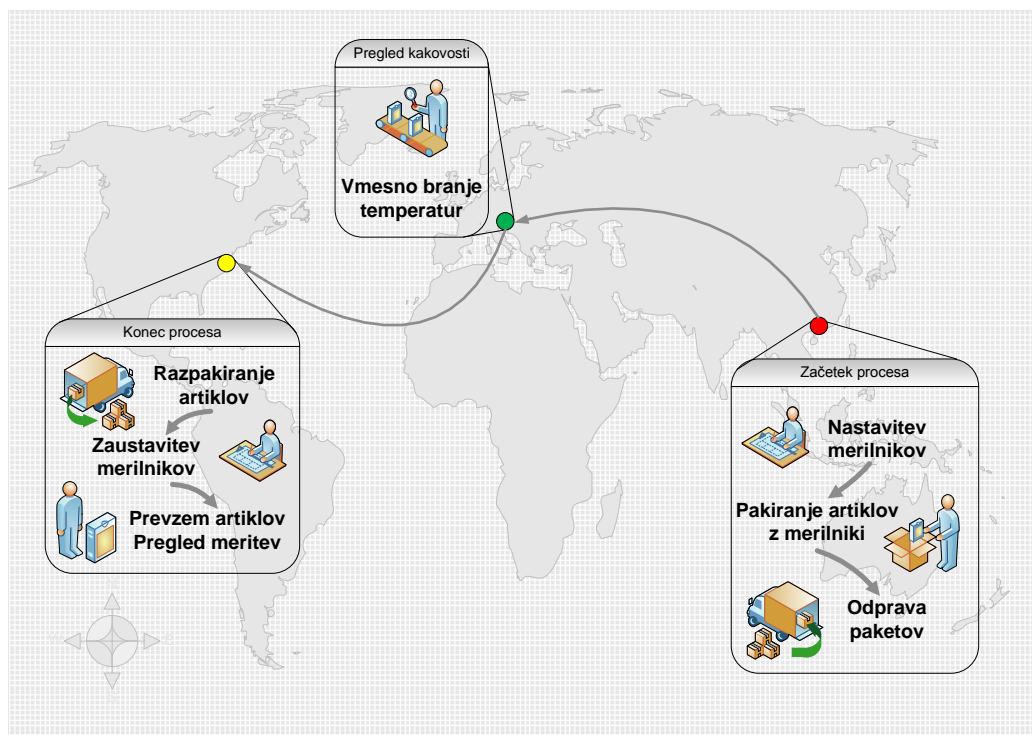 Pregled kakovosti
Vmesno branje
temperatur
Konec procesa
Razpakiranje
artiklov
Zaustavitev
merilnikov
Prevzem artiklov
Pregled meritev
Začetek procesa
Nastavitev
merilnikov
Pakiranje artiklov
z merilniki
Odprava
paketov